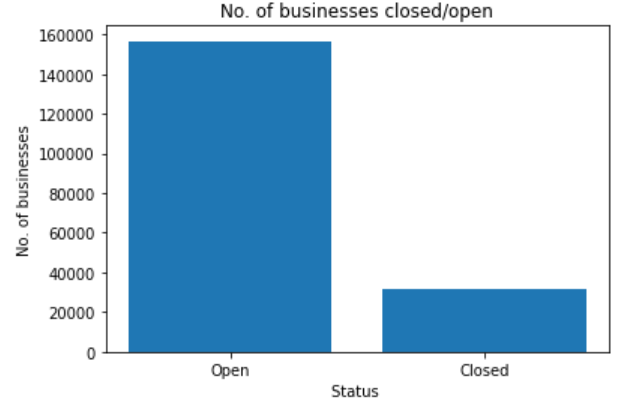 No. of businesses closed/open
160000
140000
120000
100000
80000
60000
40000
20000
0
No. of businesses
Open Closed
Status